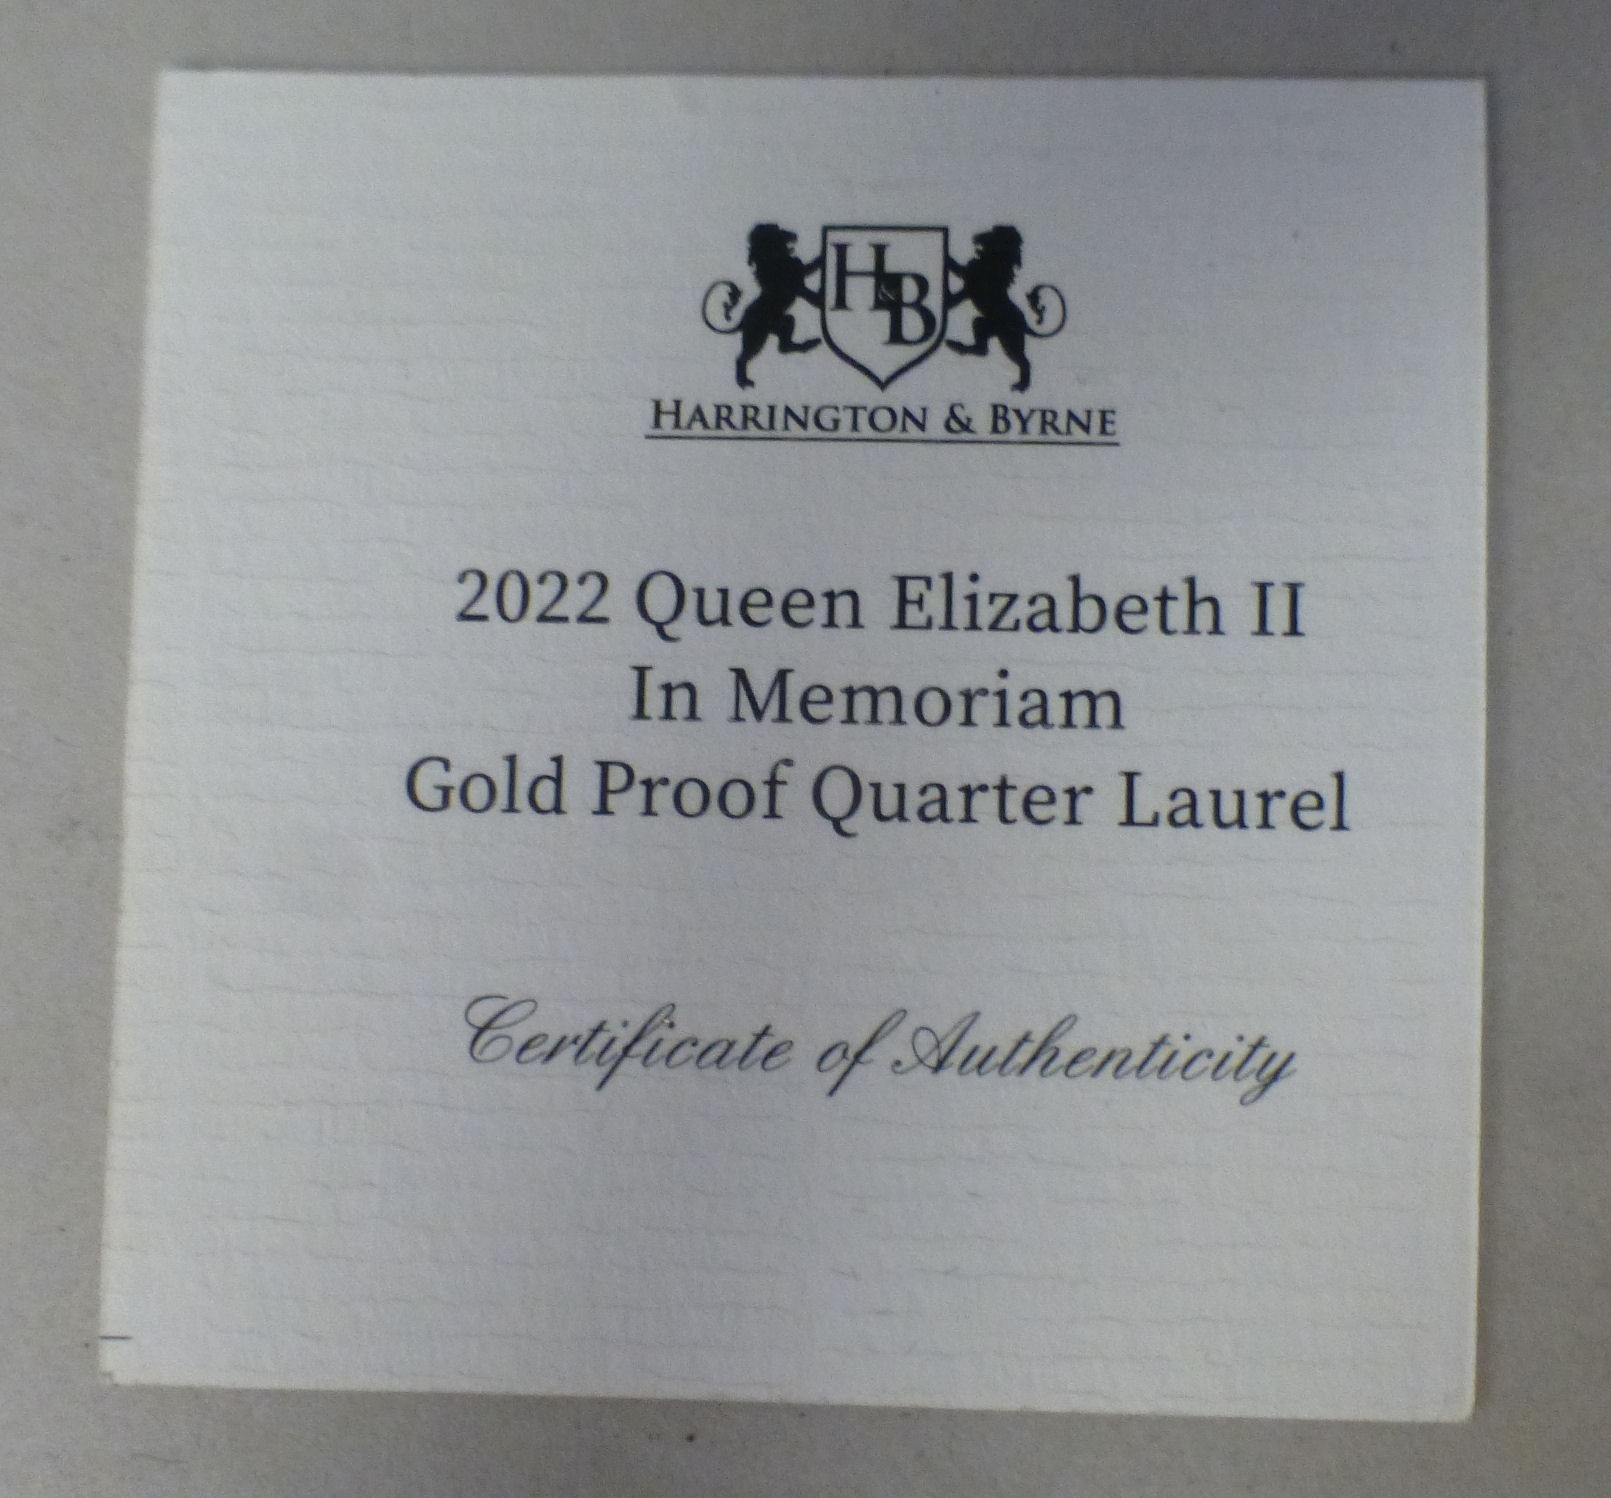 H&B
HARRINGTON & BYRNE
2022 Queen Elizabeth II
In Memoriam
Gold Proof Quarter Laurel
Certificate of Authenticity